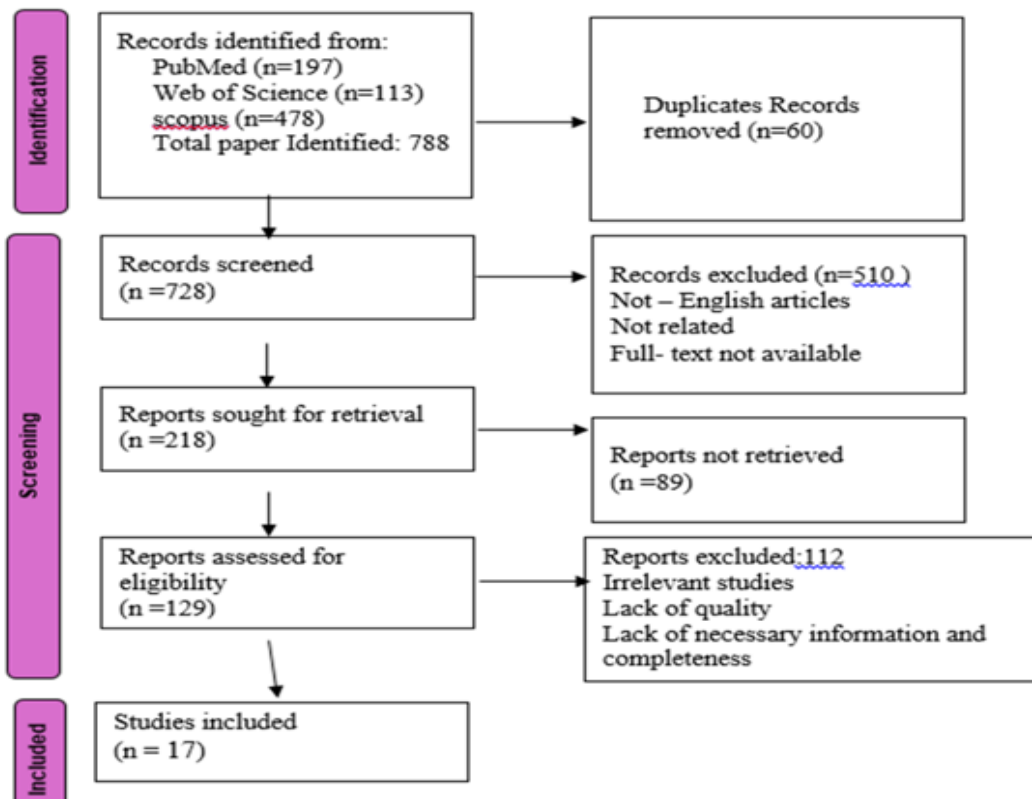 Identification
Records identified from:
PubMed (n=197)
Web of Science (n=113)
scopus (n=478)
Total paper Identified: 788
Duplicates Records
removed (n=60)
Screening
Records screened
(n =728)
Records excluded (n=510 )
Not – English articles
Not related
Full- text not available
Reports sought for retrieval
(n =218)
Reports not retrieved
(n =89)
Reports assessed for
eligibility
(n =129)
Reports excluded:112
Irrelevant studies
Lack of quality
Lack of necessary information and
completeness
Included
Studies included
(n = 17)